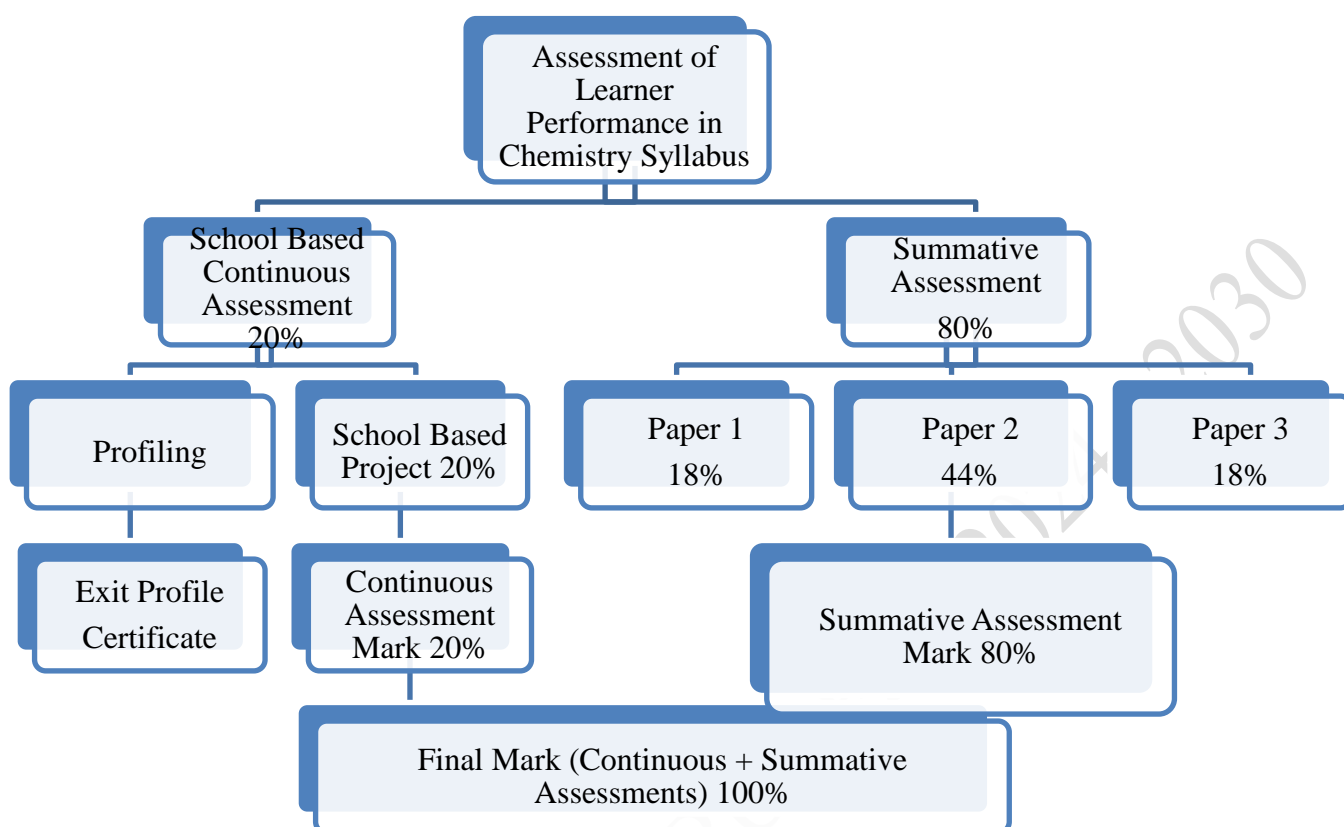 Assessment of
Learner
Performance in
Chemistry Syllabus
School Based
Continuous
Assessment
20%
Summative
Assessment
80%
Profiling
School Based
Project 20%
Paper 1
18%
Paper 2
44%
Paper 3
18%
Exit Profile
Certificate
Continuous
Assessment
Mark 20%
Summative Assessment
Mark 80%
Final Mark (Continuous + Summative
Assessments) 100%
2030